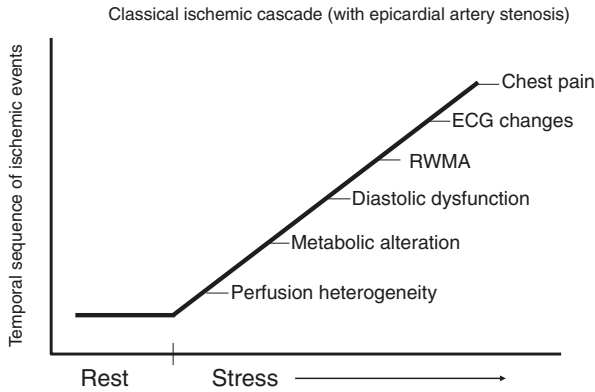 Classical ischemic cascade (with epicardial artery stenosis)
Temporal sequence of ischemic events
Chest pain
ECG changes
RWMA
Diastolic dysfunction
Metabolic alteration
Perfusion heterogeneity
Rest
Stress